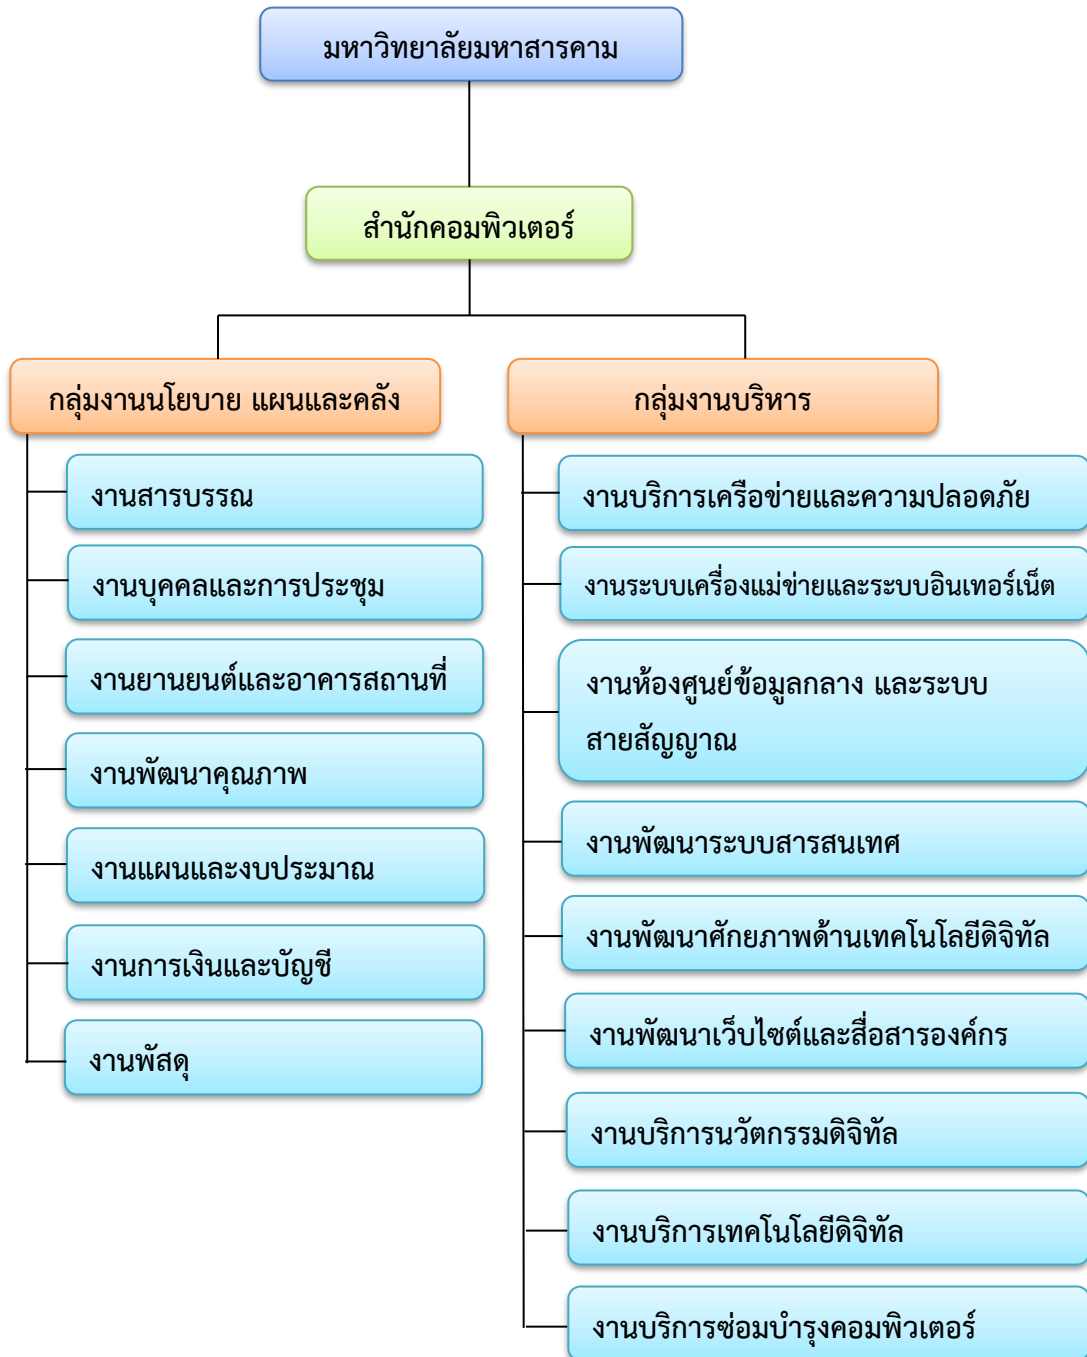 มหาวิทยาลัยมหาสารคาม
สำนักคอมพิวเตอร์
กลุ่มงานนโยบาย แผนและคลัง
งานสารบรรณ
งานบุคคลและการประชุม
งานยานยนต์และอาคารสถานที่
งานพัฒนาคุณภาพ
งานแผนและงบประมาณ
งานการเงินและบัญชี
งานพัสดุ
กลุ่มงานบริหาร
งานบริการเครือข่ายและความปลอดภัย
งานระบบเครื่องแม่ข่ายและระบบอินเทอร์เน็ต
งานห้องศูนย์ข้อมูลกลาง และระบบ
สายสัญญาณ
งานพัฒนาระบบสารสนเทศ
งานพัฒนาศักยภาพด้านเทคโนโลยีดิจิทัล
งานพัฒนาเว็บไซต์และสื่อสารองค์กร
งานบริการนวัตกรรมดิจิทัล
งานบริการเทคโนโลยีดิจิทัล
งานบริการซ่อมบำรุงคอมพิวเตอร์